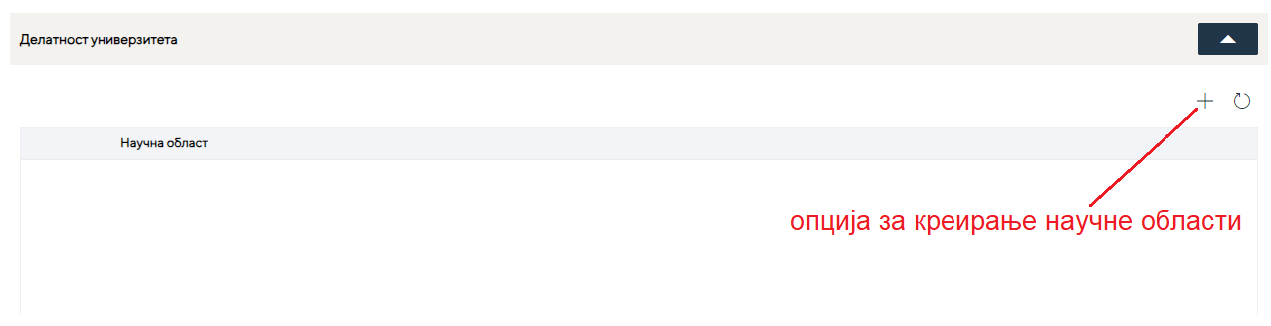 Делатност универзитета
Научна област
опција за креирање научне области